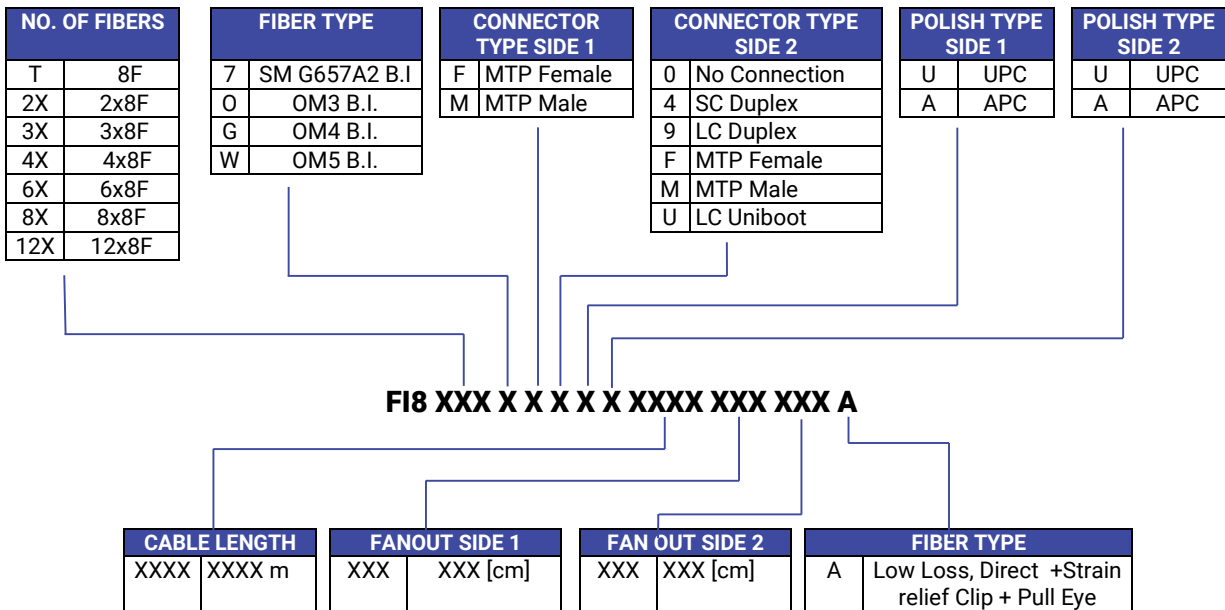 NO. OF FIBERS
T 8F
2X 2x8F
3X 3x8F
4X 4x8F
6X 6x8F
8X 8x8F
12X 12x8F
FIBER TYPE
7 SM G657A2 B.I
O OM3 B.I.
G OM4 B.I.
W OM5 B.I.
CONNECTOR
TYPE SIDE 1
F MTP Female
M MTP Male
CONNECTOR TYPE
SIDE 2
0 No Connection
4 SC Duplex
9 LC Duplex
F MTP Female
M MTP Male
U LC Uniboot
POLISH TYPE
SIDE 1
U UPC
A APC
POLISH TYPE
SIDE 2
U UPC
A APC
FI8 XXX X X X X X XXXX XXX XXX A
CABLE LENGTH
XXXX XXXX m
FANOUT SIDE 1
XXX XXX [cm]
FAN OUT SIDE 2
XXX XXX [cm]
FIBER TYPE
A Low Loss, Direct +Strain
relief Clip + Pull Eye